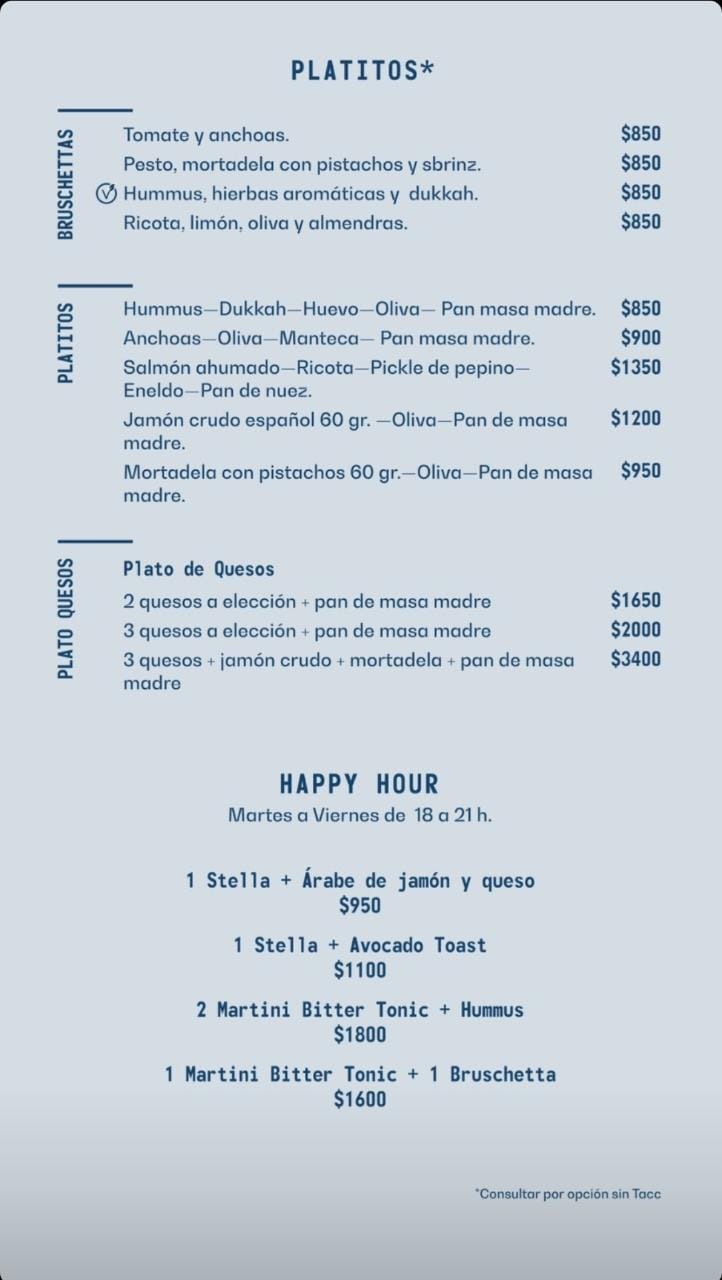 PLATITOS*
BRUSCHETTAS
Tomate y anchoas. $850
Pesto, mortadela con pistachos y sbrinz. $850
Hummus, hierbas aromáticas y dukkah. $850
Ricota, limón, oliva y almendras. $850
PLATITOS
Hummus—Dukkah—Huevo—Oliva— Pan masa madre. $850
Anchoas—Oliva—Manteca— Pan masa madre. $900
Salmón ahumado—Ricota—Pickle de pepino— $1350
Eneldo—Pan de nuez.
Jamón crudo español 60 gr. —Oliva—Pan de masa $1200
madre.
Mortadela con pistachos 60 gr.—Oliva—Pan de masa $950
madre.
PLATO QUESOS
Plato de Quesos
2 quesos a elección + pan de masa madre $1650
3 quesos a elección + pan de masa madre $2000
3 quesos + jamón crudo + mortadela + pan de masa $3400
madre
HAPPY HOUR
Martes a Viernes de 18 a 21 h.
1 Stella + Árabe de jamón y queso
$950
1 Stella + Avocado Toast
$1100
2 Martini Bitter Tonic + Hummus
$1800
1 Martini Bitter Tonic + 1 Bruschetta
$1600
*Consultar por opción sin Tacc